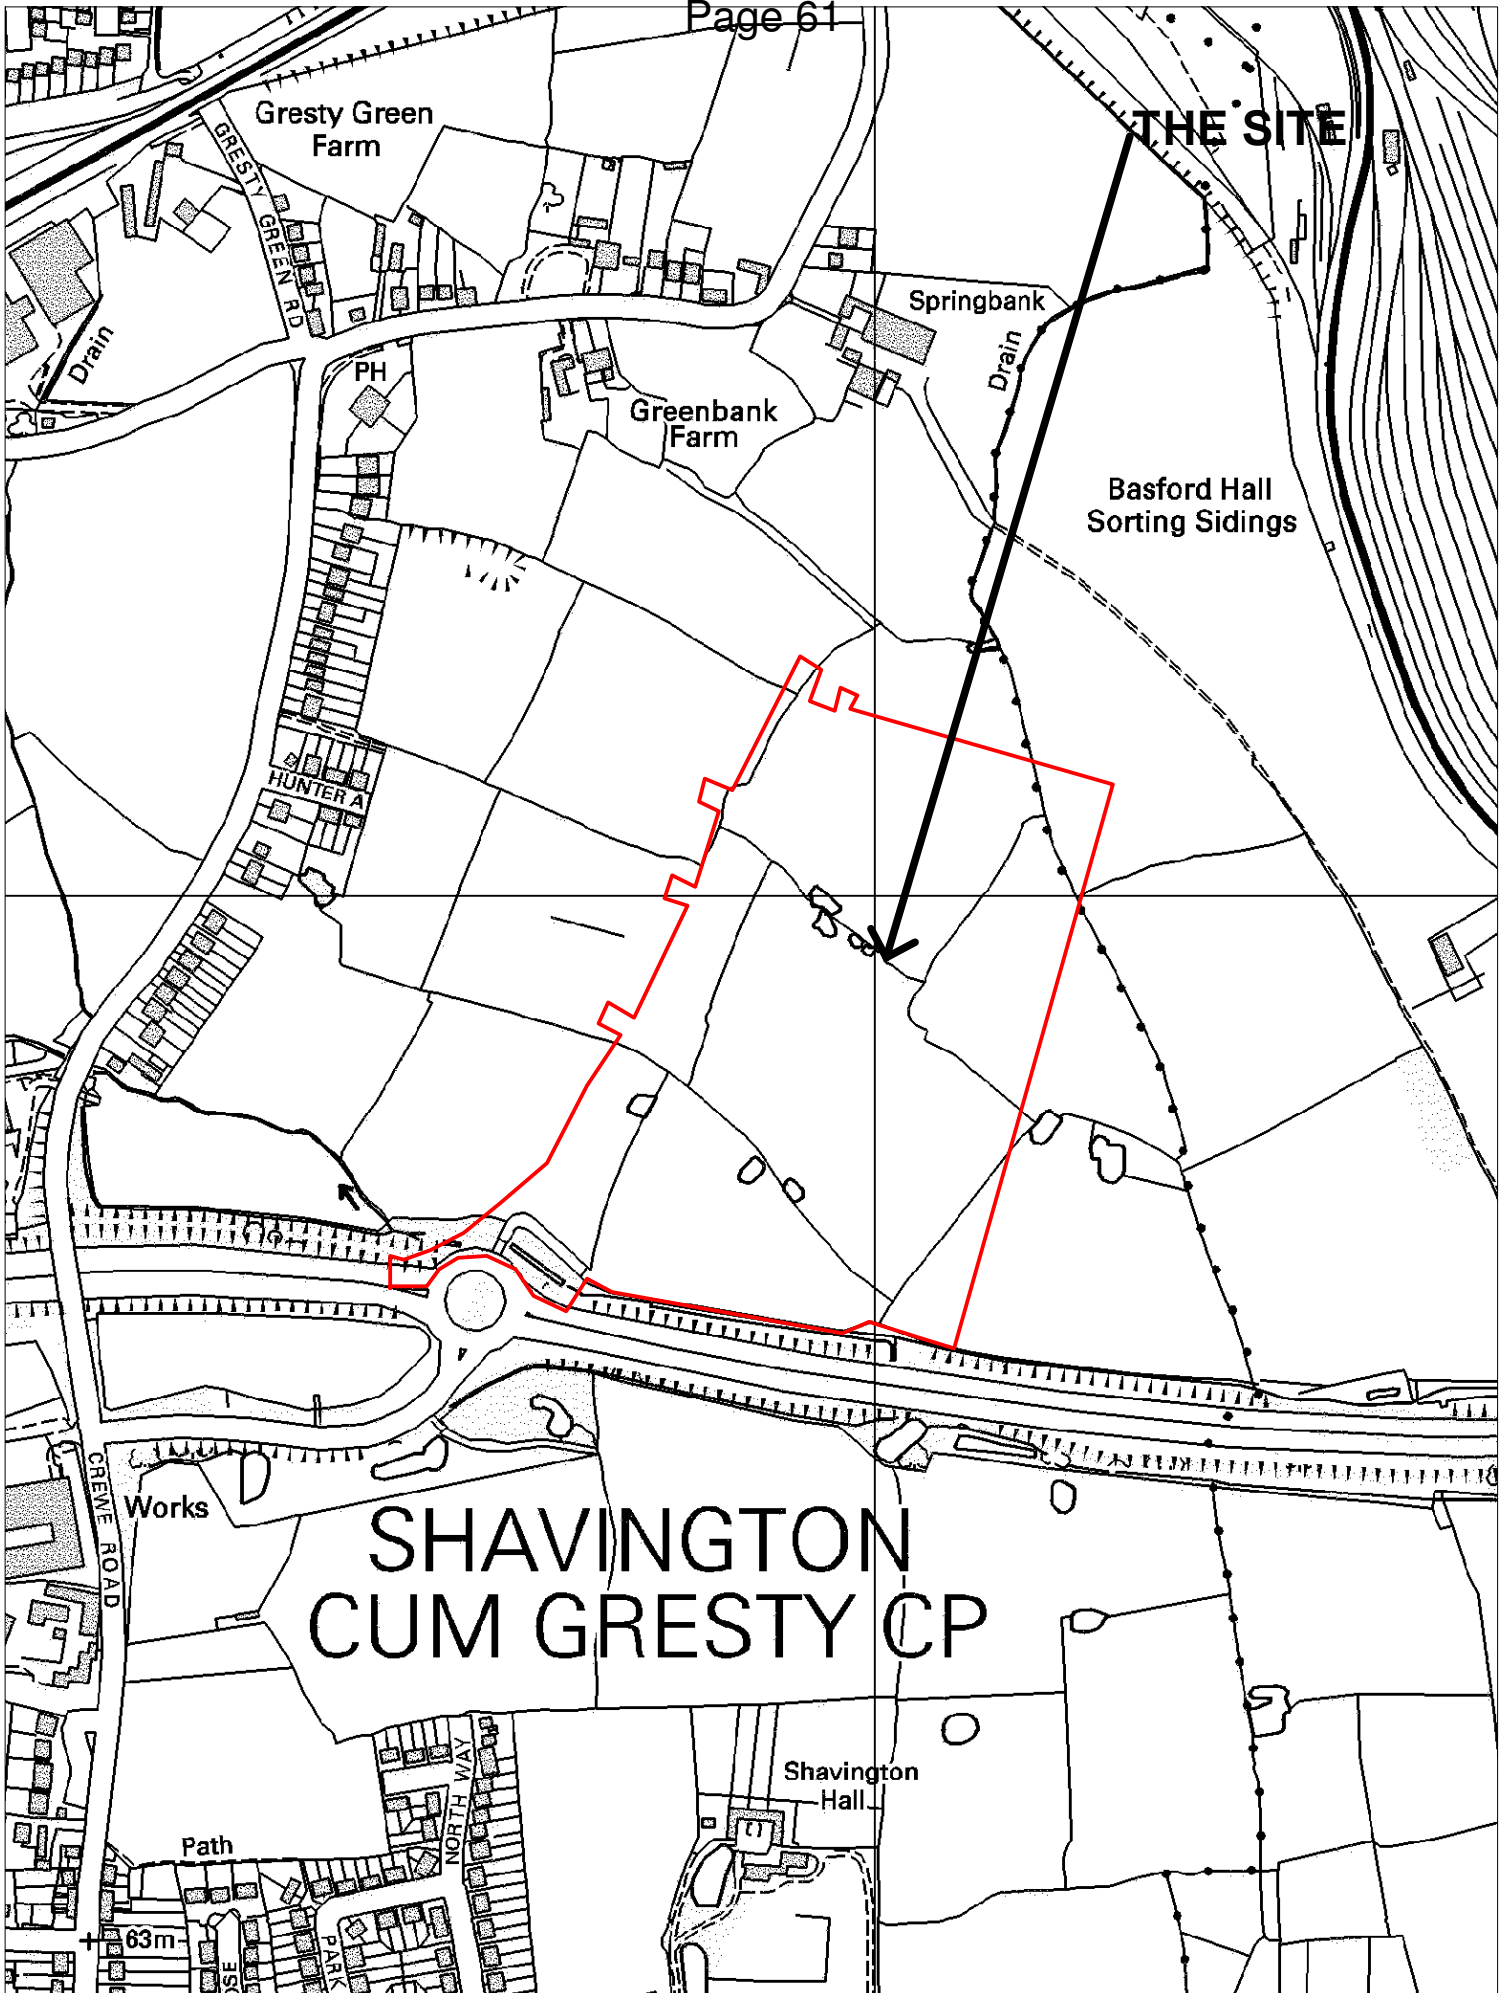 Page 61
THE SITE
Gresty Green
Farm
GRESTY GREEN RD
Springbank
Drain
Drain
PH
Greenbank
Farm
Basford Hall
Sorting Sidings
HUNTER A
CREWE ROAD
Works
SHAVINGTON
CUM GRESTY CP
Shavington
Hall
NORTH WAY
Path
63m
PARK